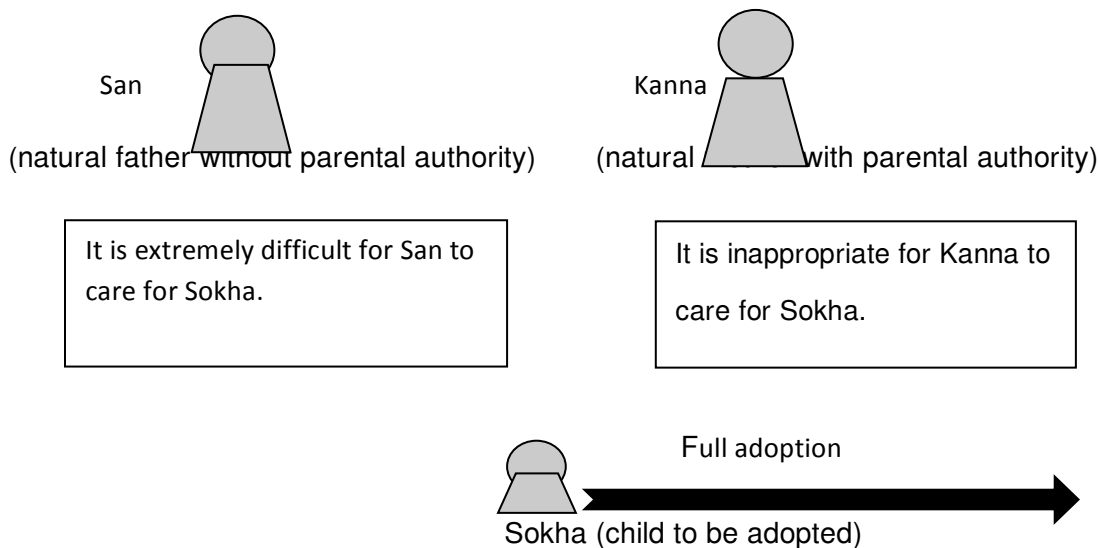 San
Kanna
(natural father without parental authority)
(natural with parental authority)
It is extremely difficult for San to
care for Sokha.
It is inappropriate for Kanna to
care for Sokha.
Full adoption
Sokha (child to be adopted)